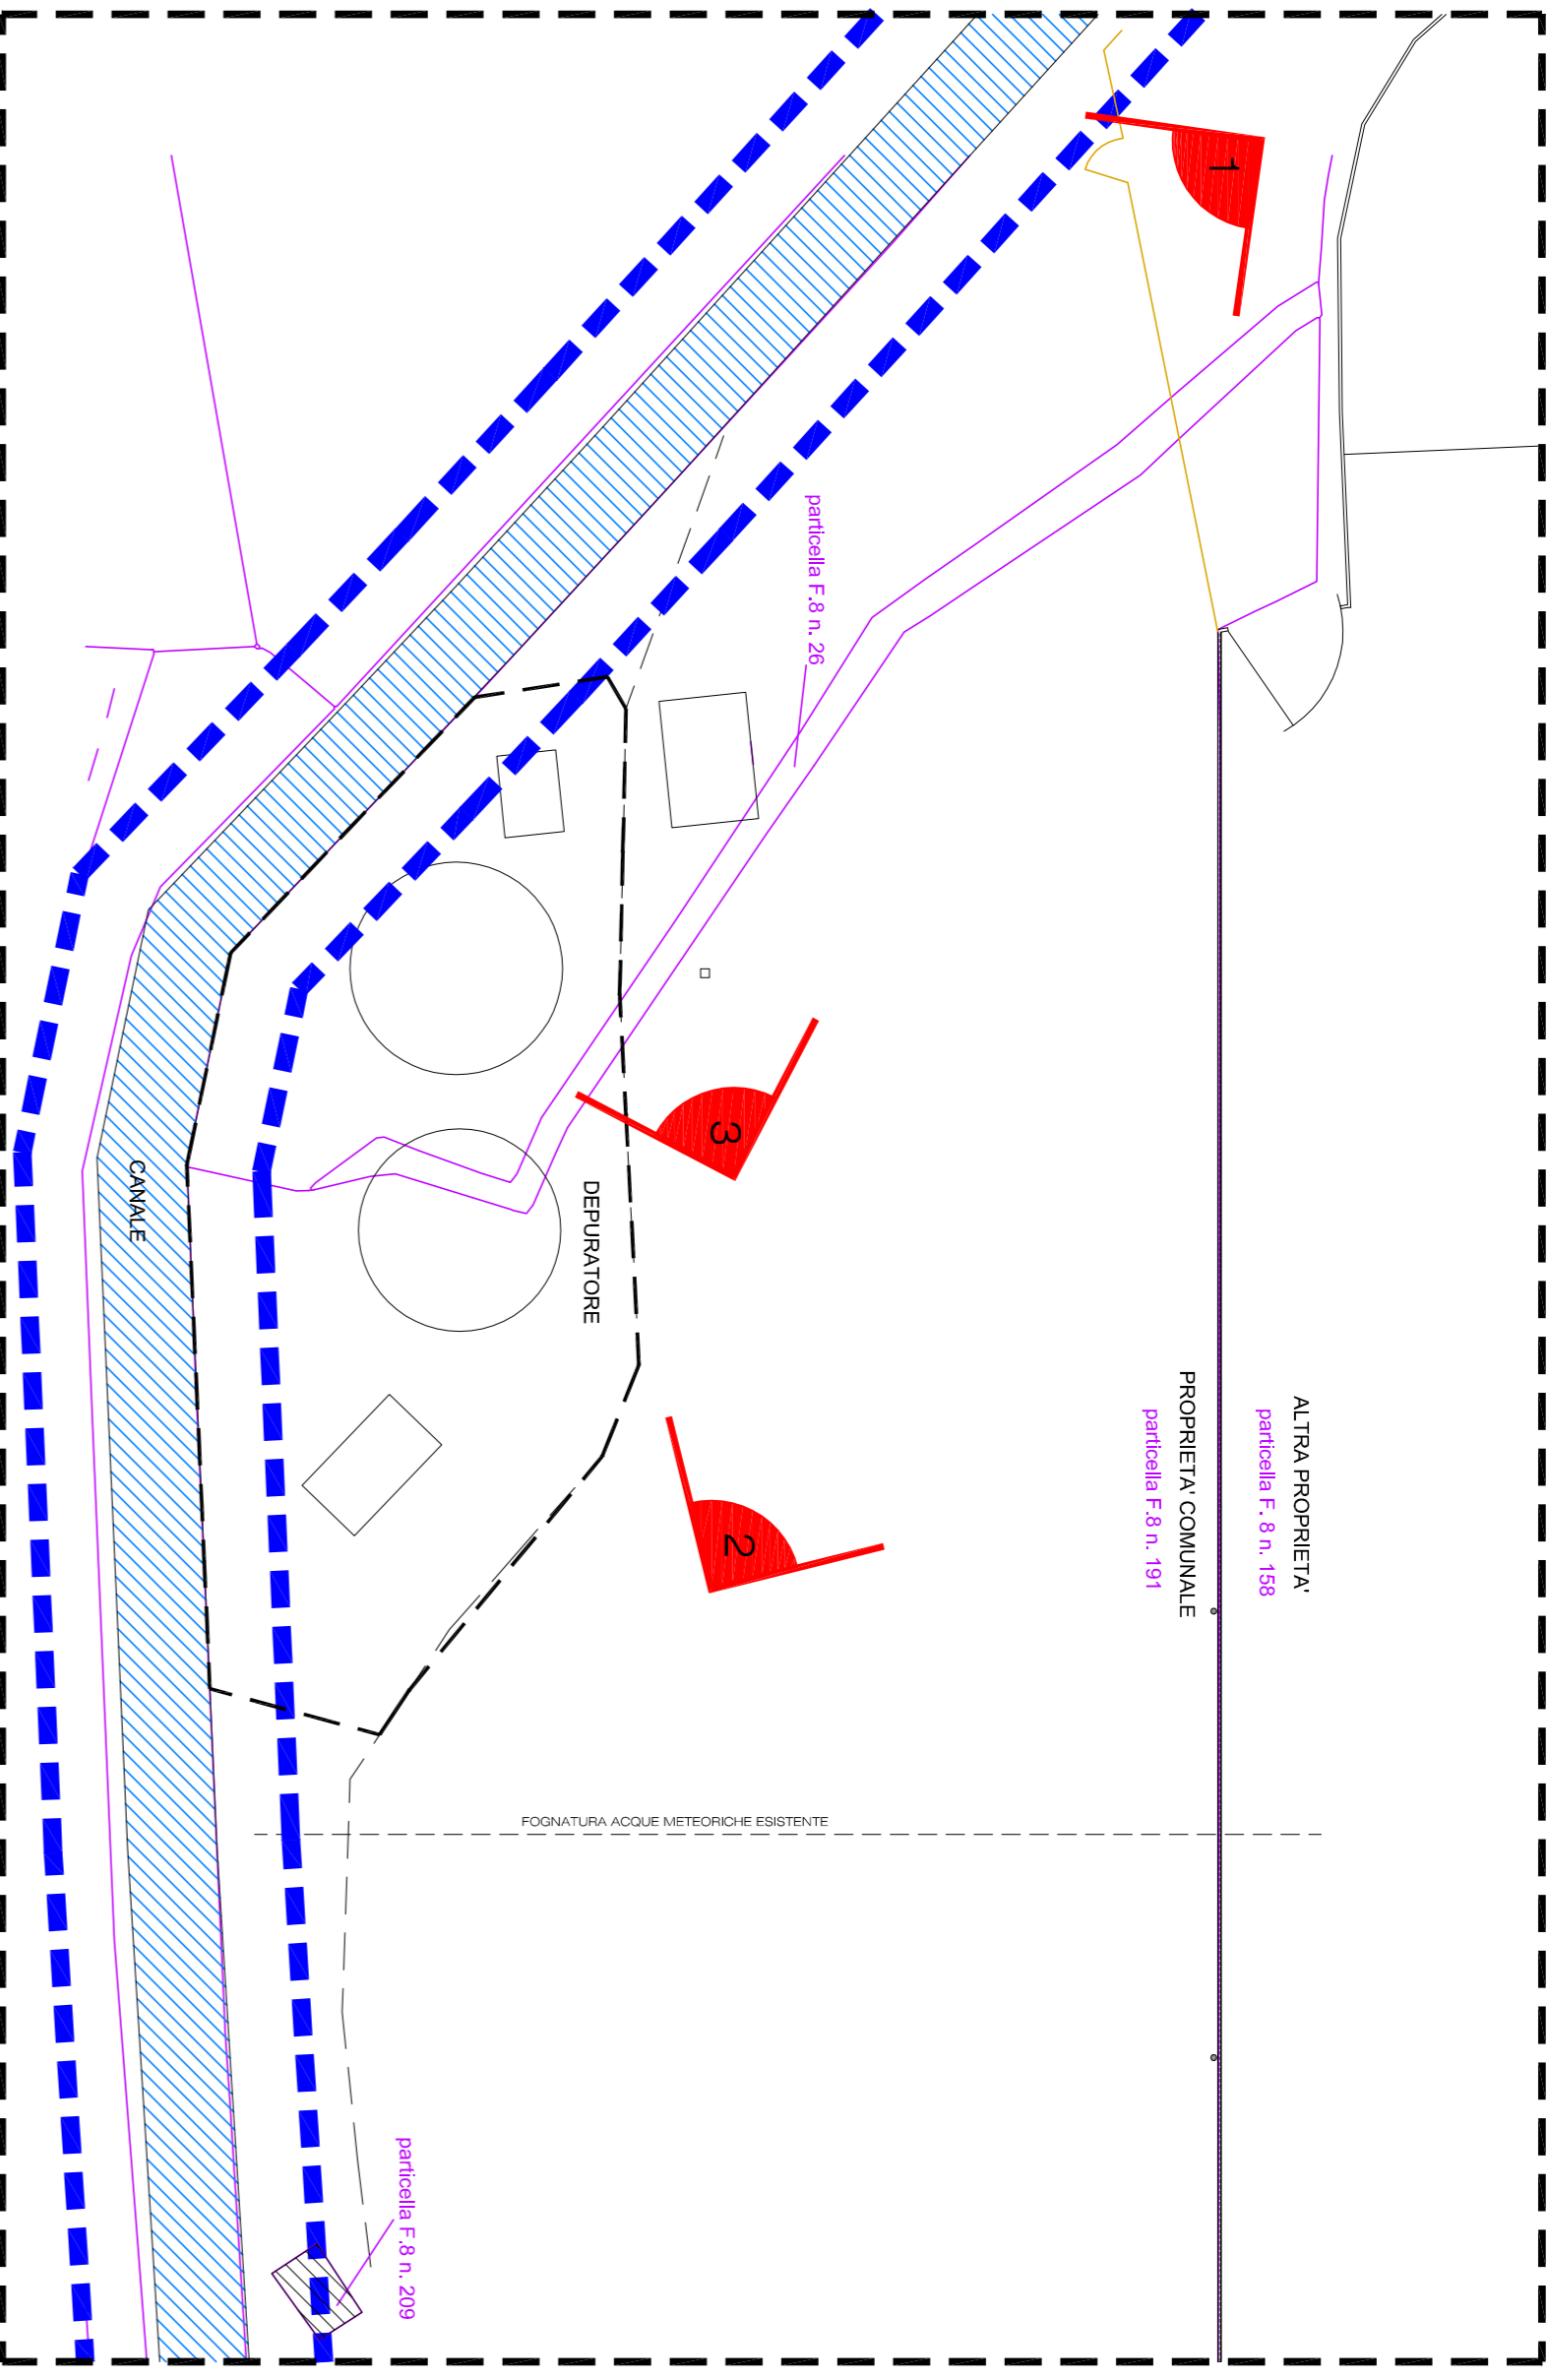 1
particella F.8 n. 26
3
CANALE
DEPURATORE
ALTRA PROPRIETA'
particella F. 8 n. 158
PROPRIETA' COMUNALE
particella F.8 n. 191
2
FOGNATURA ACQUE METEORICHE ESISTENTE
particella F.8 n. 209